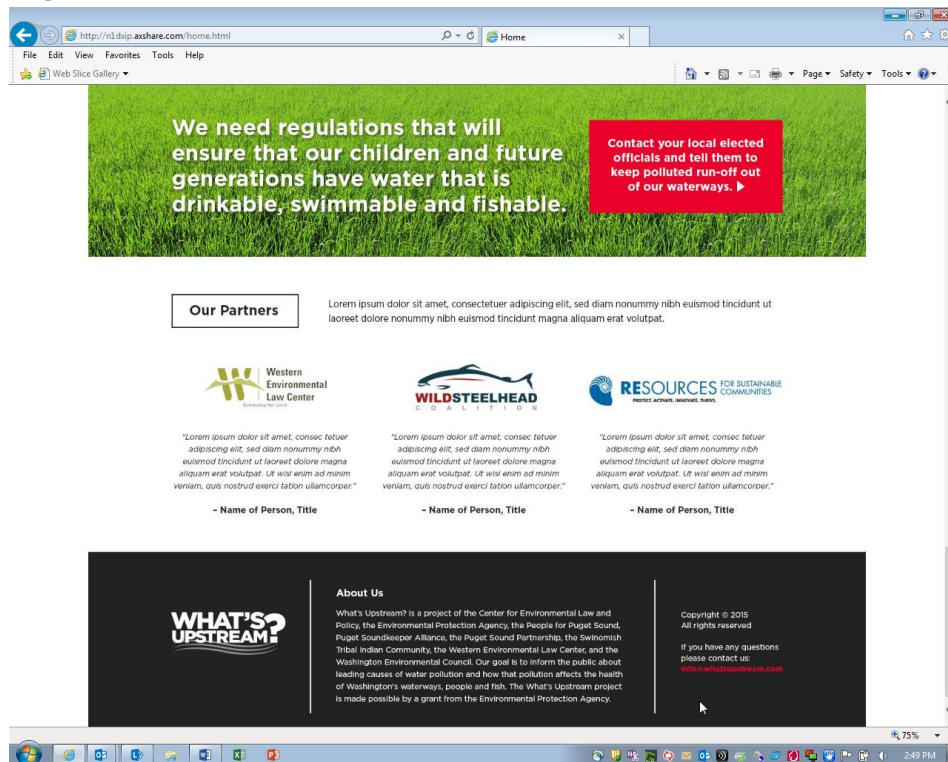 http://n1dxip.axshare.com/home.html
Home
File Edit View Favorites Tools Help
Web Slice Gallery
Page Safety Tools
We need regulations that will
ensure that our children and future
generations have water that is
drinkable, swimmable and fishable.
Contact your local elected
officials and tell them to
keep polluted run-off out
of our waterways.
Our Partners
Lorem ipsum dolor sit amet, consectetuer adipiscing elit, sed diam nonummy nibh euismod tincidunt ut
laoreet dolore nonummy nibh euismod tincidunt magna aliquam erat volutpat.
Western
Environmental
Law Center
WILDSTEELHEAD
COALITION
RESOURCES FOR SUSTAINABLE
COMMUNITIES
PROTECT. ACTIVATE. INNOVATE. THRIVE.
"Lorem ipsum dolor sit amet, consec tetuer
adipiscing elit, sed diam nonummy nibh
euismod tincidunt ut laoreet dolore magna
aliquam erat volutpat. Ut wisi enim ad minim
veniam, quis nostrud exerci tation ullamcorper."
– Name of Person, Title
"Lorem ipsum dolor sit amet, consec tetuer
adipiscing elit, sed diam nonummy nibh
euismod tincidunt ut laoreet dolore magna
aliquam erat volutpat. Ut wisi enim ad minim
veniam, quis nostrud exerci tation ullamcorper."
– Name of Person, Title
"Lorem ipsum dolor sit amet, consec tetuer
adipiscing elit, sed diam nonummy nibh
euismod tincidunt ut laoreet dolore magna
aliquam erat volutpat. Ut wisi enim ad minim
veniam, quis nostrud exerci tation ullamcorper."
– Name of Person, Title
WHAT'S
UPSTREAM?
About Us
What's Upstream? is a project of the Center for Environmental Law and
Policy, the Environmental Protection Agency, the People for Puget Sound,
Puget Soundkeeper Alliance, the Puget Sound Partnership, the Swinomish
Tribal Indian Community, the Western Environmental Law Center, and the
Washington Environmental Council. Our goal is to inform the public about
leading causes of water pollution and how that pollution affects the health
of Washington's waterways, people and fish. The What's Upstream project
is made possible by a grant from the Environmental Protection Agency.
Copyright © 2015
All rights reserved
If you have any questions
please contact us:
info@whatsupstream.com
75%
2:49 PM